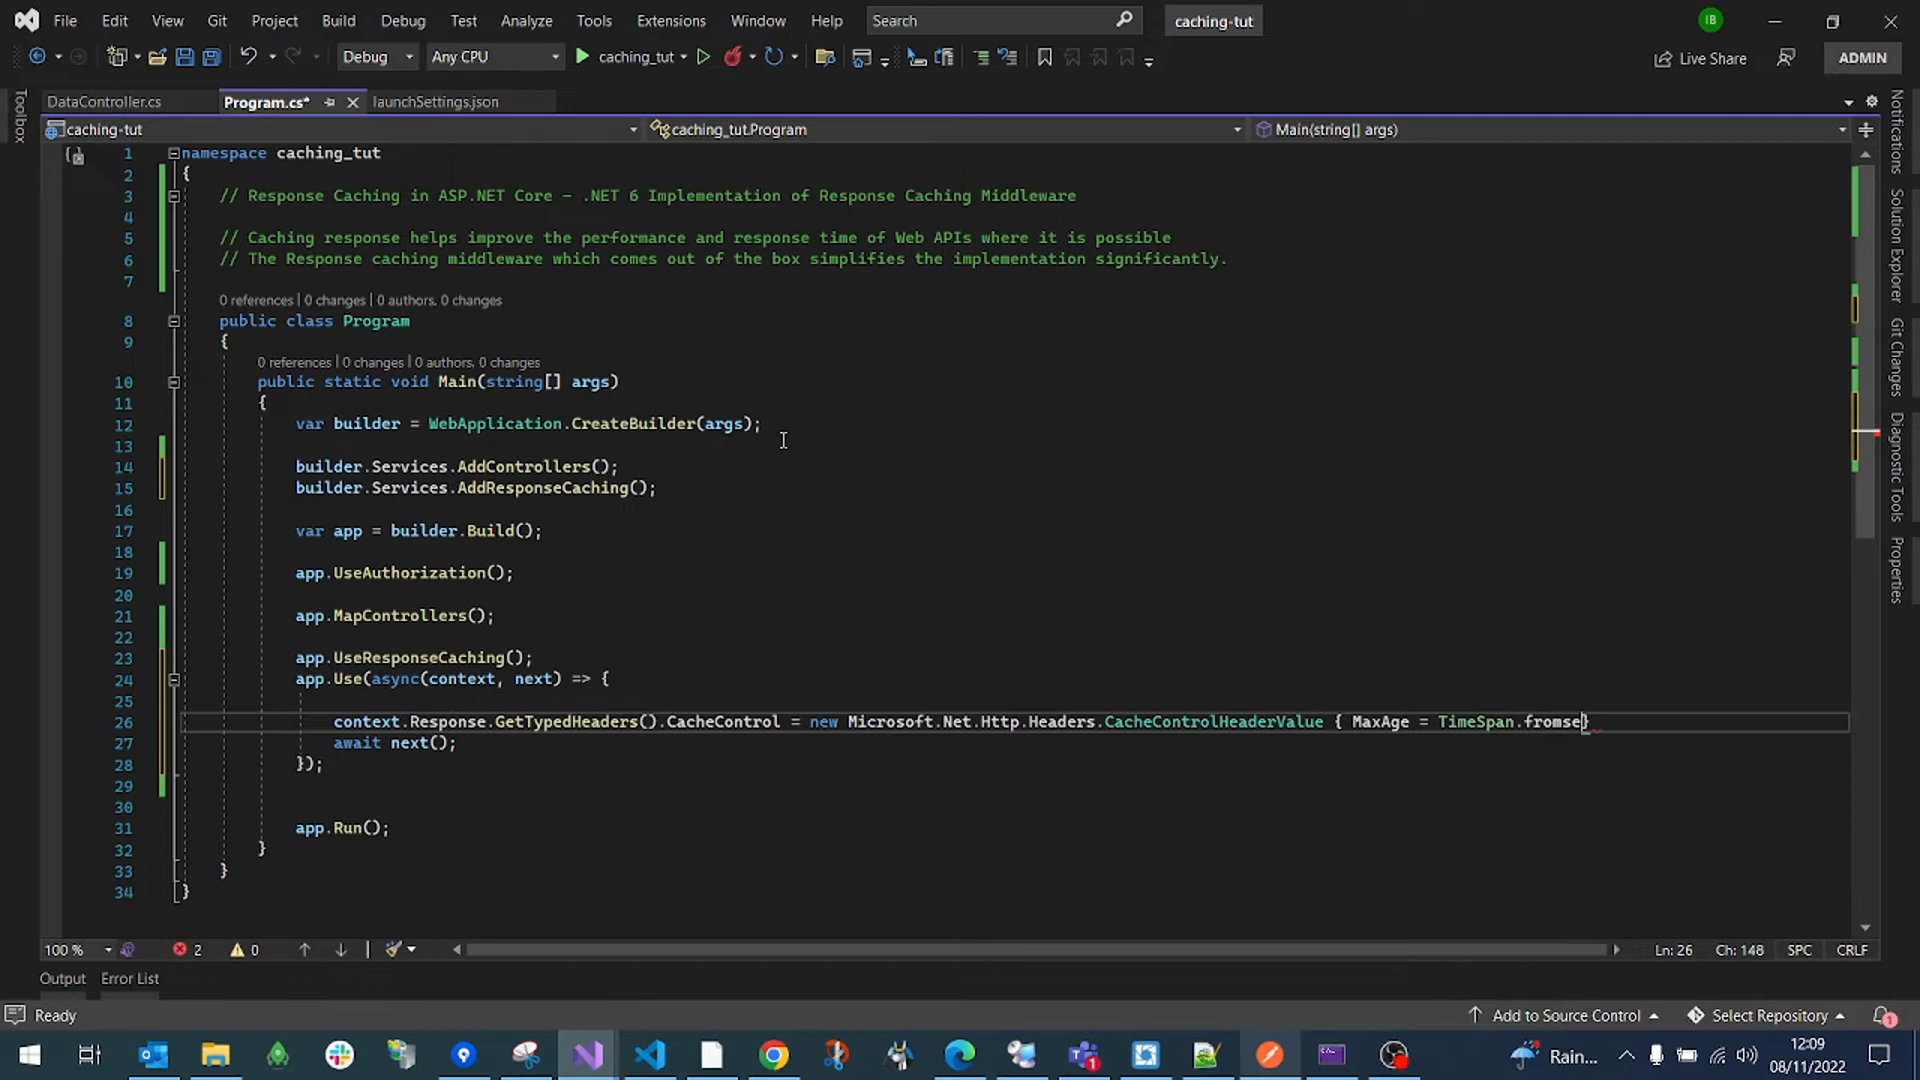 File Edit View Git Project Build Debug Test Analyze Tools Extensions Window Help Search caching-tut IB
Debug Any CPU caching_tut Live Share ADMIN
DataController.cs Program.cs* launchSettings.json
caching-tut caching_tut.Program Main(string[] args)
Toolbox
Notifications
Solution Explorer
Git Changes
Diagnostic Tools
Properties
1 namespace caching_tut
2 {
3 // Response Caching in ASP.NET Core - .NET 6 Implementation of Response Caching Middleware
4
5 // Caching response helps improve the performance and response time of Web APIs where it is possible
6 // The Response caching middleware which comes out of the box simplifies the implementation significantly.
7
0 references | 0 changes | 0 authors, 0 changes
8 public class Program
9 {
0 references | 0 changes | 0 authors, 0 changes
10 public static void Main(string[] args)
11 {
12 var builder = WebApplication.CreateBuilder(args);
13
14 builder.Services.AddControllers();
15 builder.Services.AddResponseCaching();
16
17 var app = builder.Build();
18
19 app.UseAuthorization();
20
21 app.MapControllers();
22
23 app.UseResponseCaching();
24 app.Use(async(context, next) => {
25
26 context.Response.GetTypedHeaders().CacheControl = new Microsoft.Net.Http.Headers.CacheControlHeaderValue { MaxAge = TimeSpan.fromse}
27 await next();
28 });
29
30
31 app.Run();
32 }
33 }
34 }
100 % 2 0 Ln: 26 Ch: 148 SPC CRLF
Output Error List
Ready Add to Source Control Select Repository 1
Rain... 12:09
08/11/2022